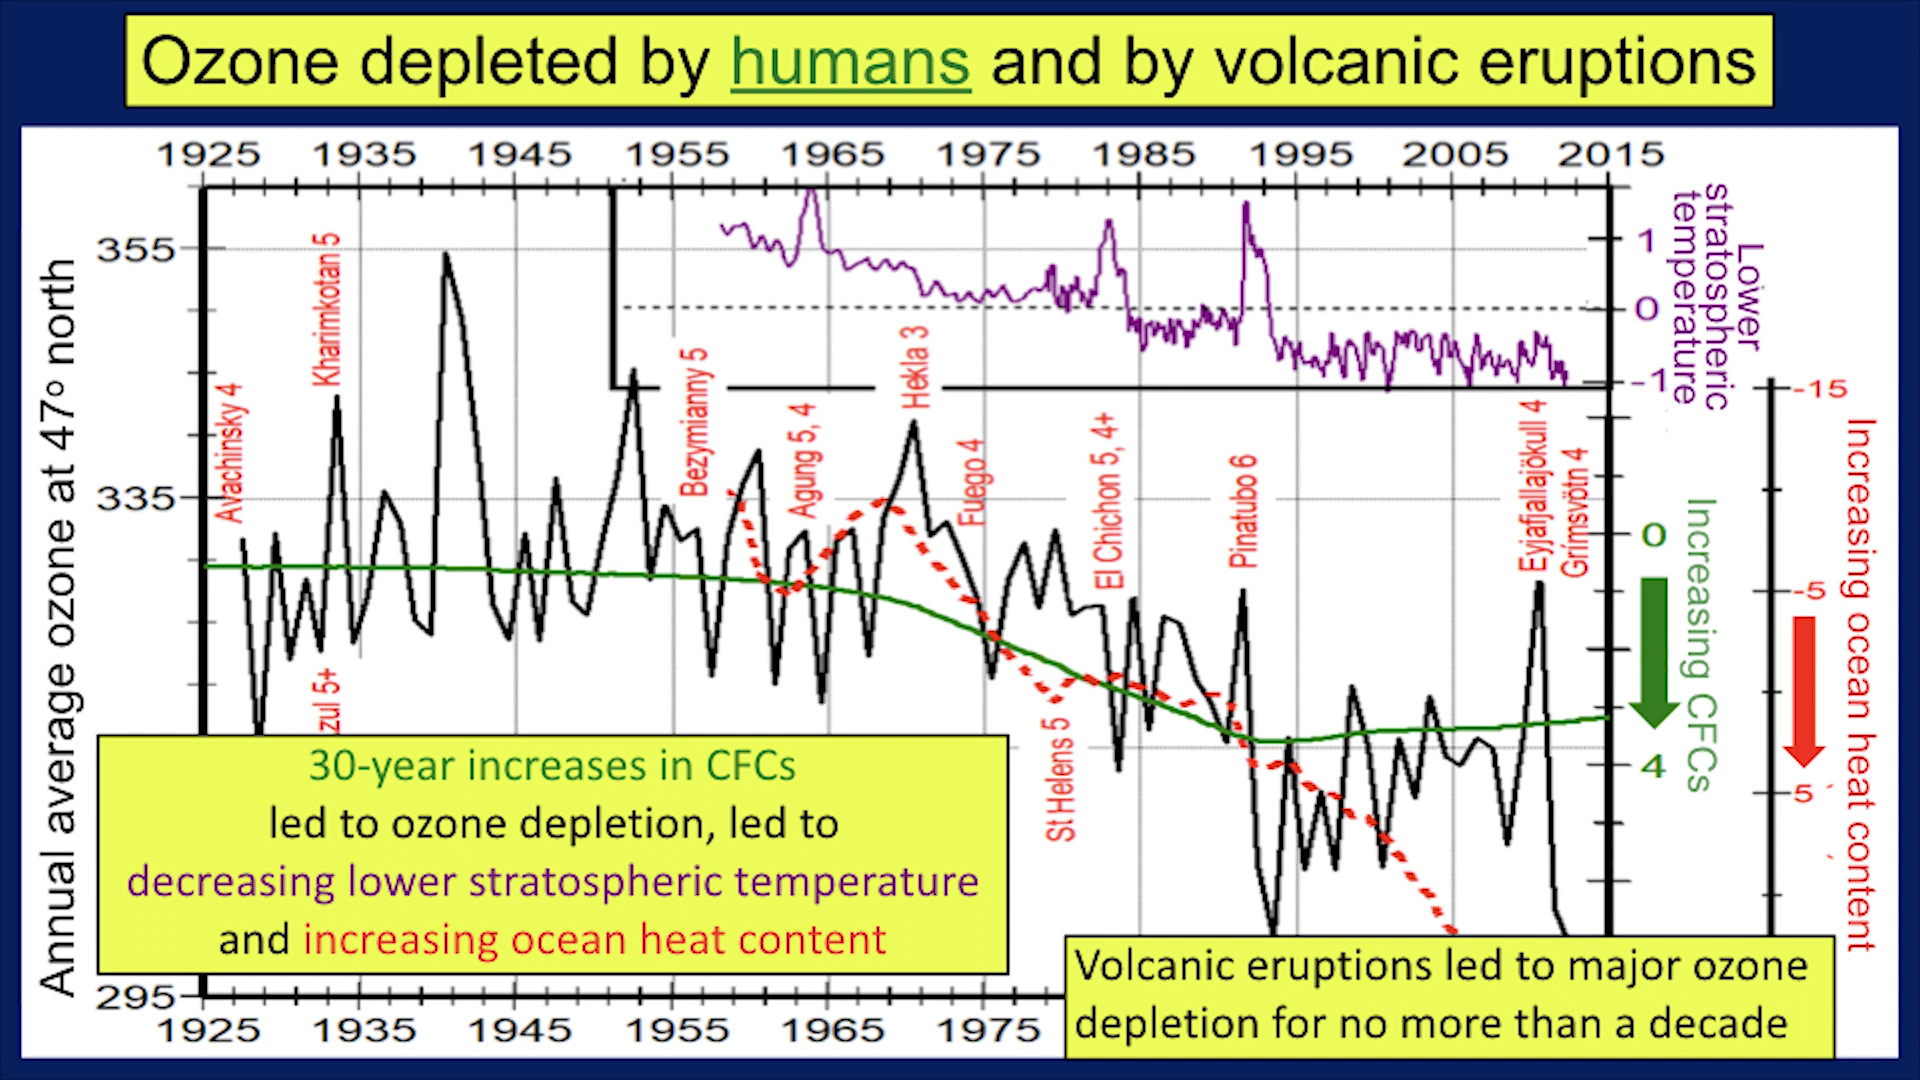 Ozone depleted by humans and by volcanic eruptions
1925 1935 1945 1955 1965 1975 1985 1995 2005 2015
355
335
295
Annual average ozone at 47° north
Avachinsky 4
Kharimkotan 5
zul 5+
Bezymianny 5
Agung 5, 4
Hekla 3
Fuego 4
St Helens 5
El Chichon 5, 4+
Pinatubo 6
Eyjafjallajökull 4
Grímsvötn 4
1
0
-1
Lower
stratospheric
temperature
0
4
Increasing CFCs
-15
-5
5
Increasing ocean heat content
30-year increases in CFCs
led to ozone depletion, led to
decreasing lower stratospheric temperature
and increasing ocean heat content
Volcanic eruptions led to major ozone
depletion for no more than a decade
1925 1935 1945 1955 1965 1975